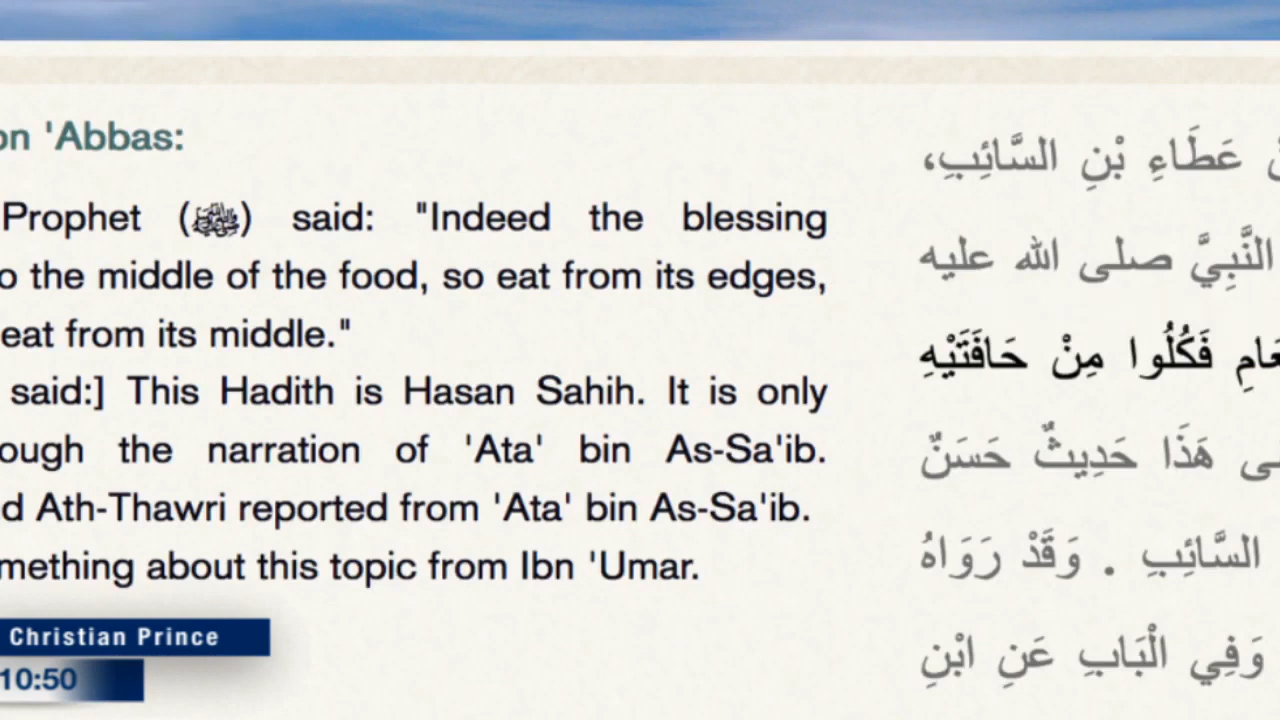 bn 'Abbas:
Prophet (ﷺ) said: "Indeed the blessing
o the middle of the food, so eat from its edges,
eat from its middle."
said:] This Hadith is Hasan Sahih. It is only
ough the narration of 'Ata' bin As-Sa'ib.
d Ath-Thawri reported from 'Ata' bin As-Sa'ib.
mething about this topic from Ibn 'Umar.
عَطَاءِ بْنِ السَّائِبِ،
النَّبِيَّ صلى الله عليه
عَامِ فَكُلُوا مِنْ حَافَتَيْهِ
ى هَذَا حَدِيثٌ حَسَنٌ
السَّائِبِ . وَقَدْ رَوَاهُ
وَفِي الْبَابِ عَنِ ابْنِ
Christian Prince
10:50